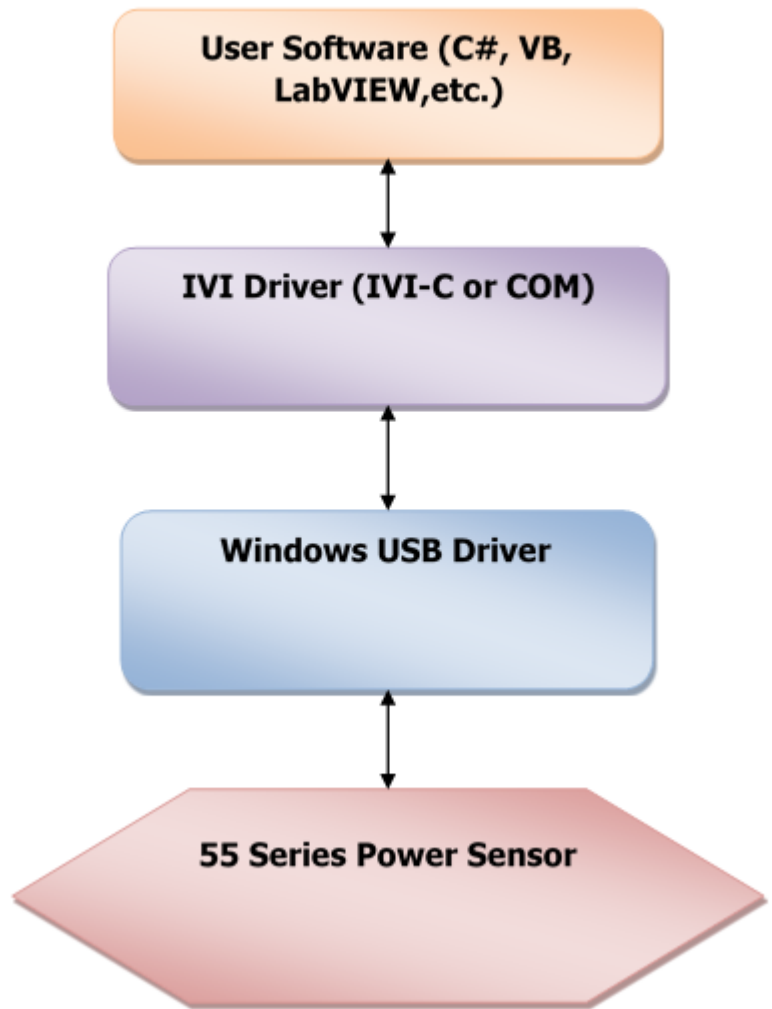 User Software (C#, VB,
LabVIEW,etc.)
IVI Driver (IVI-C or COM)
Windows USB Driver
55 Series Power Sensor